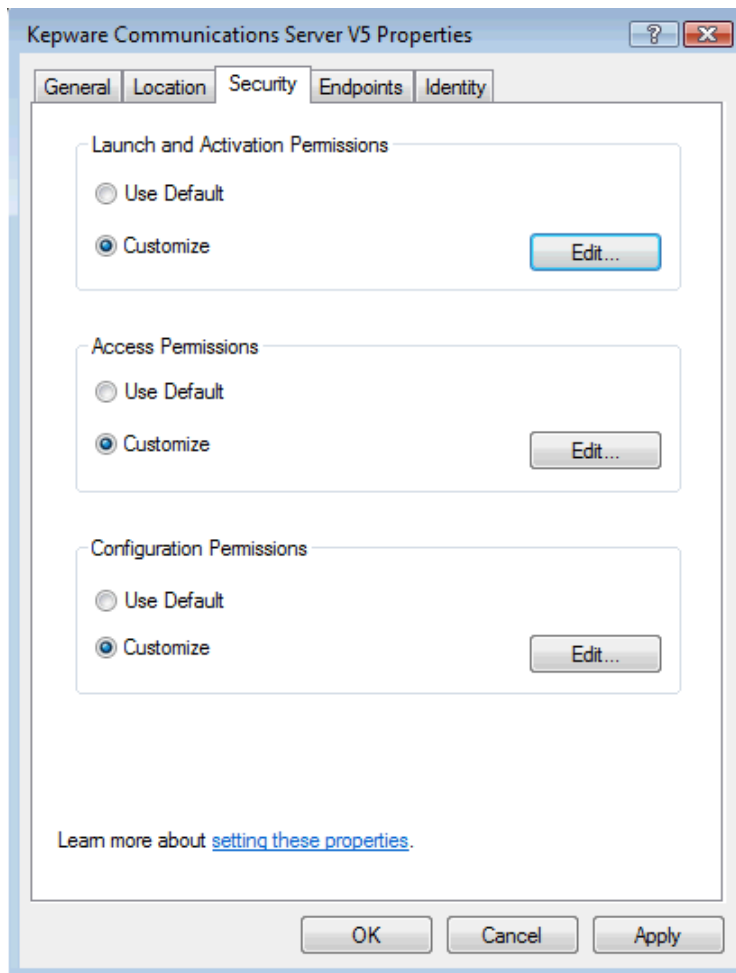 Kepware Communications Server V5 Properties
General Location Security Endpoints Identity
Launch and Activation Permissions
Use Default
Customize Edit...
Access Permissions
Use Default
Customize Edit...
Configuration Permissions
Use Default
Customize Edit...
Learn more about setting these properties.
OK Cancel Apply